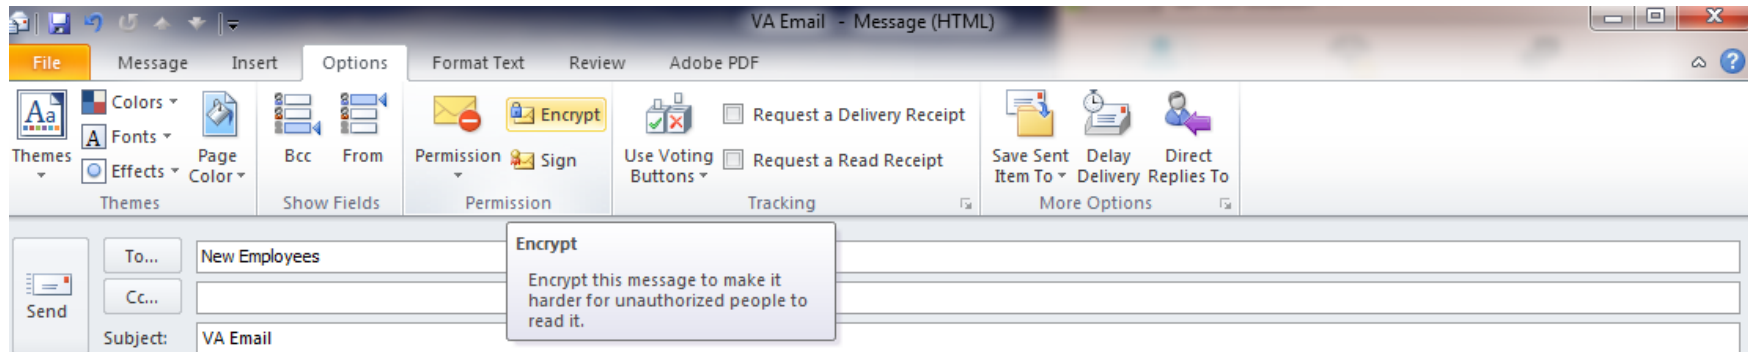 VA Email - Message (HTML)
File Message Insert Options Format Text Review Adobe PDF
Aa
Themes
Colors
A Fonts
Effects
Page
Color
Themes
Bcc
From
Show Fields
Permission
Encrypt
Sign
Permission
Use Voting
Buttons
Request a Delivery Receipt
Request a Read Receipt
Tracking
Save Sent
Item To
Delay
Delivery
Direct
Replies To
More Options
Encrypt
Encrypt this message to make it
harder for unauthorized people to
read it.
Send
To... New Employees
Cc...
Subject: VA Email